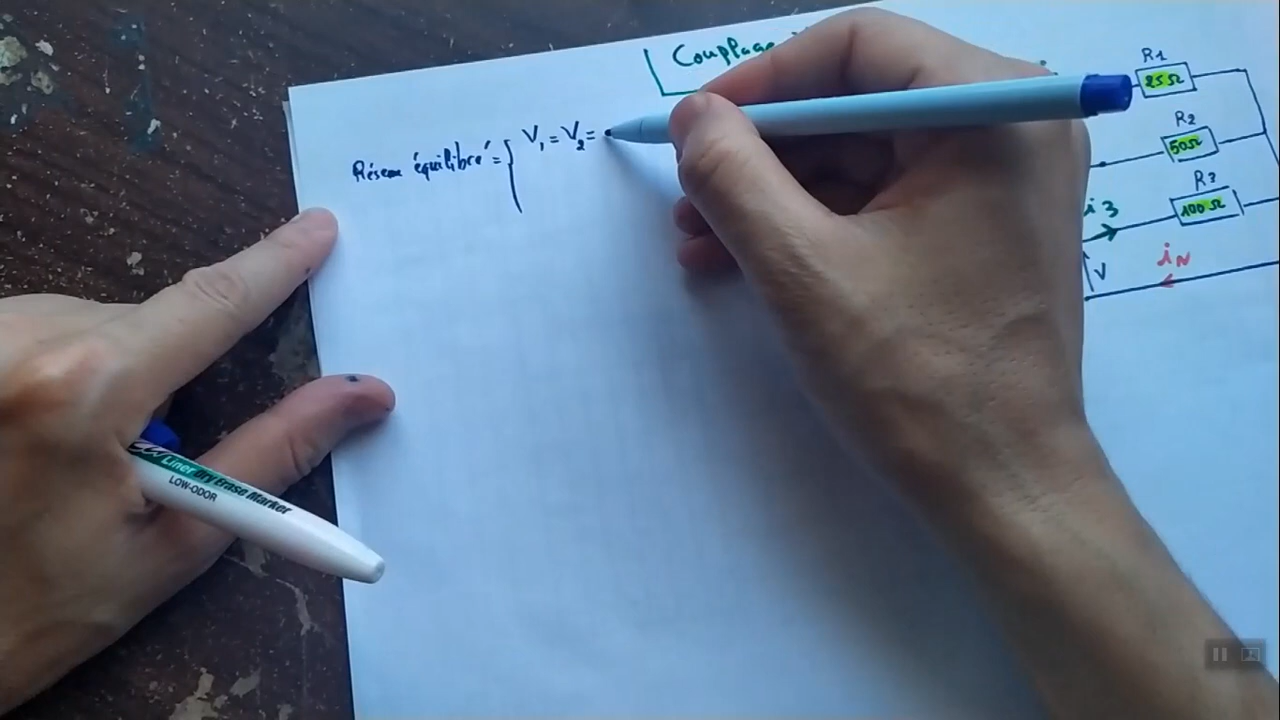 Couplage
R1
25Ω
Réseau équilibré = { V1 = V2 =
R2
50Ω
R3
100Ω
i3
V
iN
Liner Dry Erase Marker
LOW-ODOR